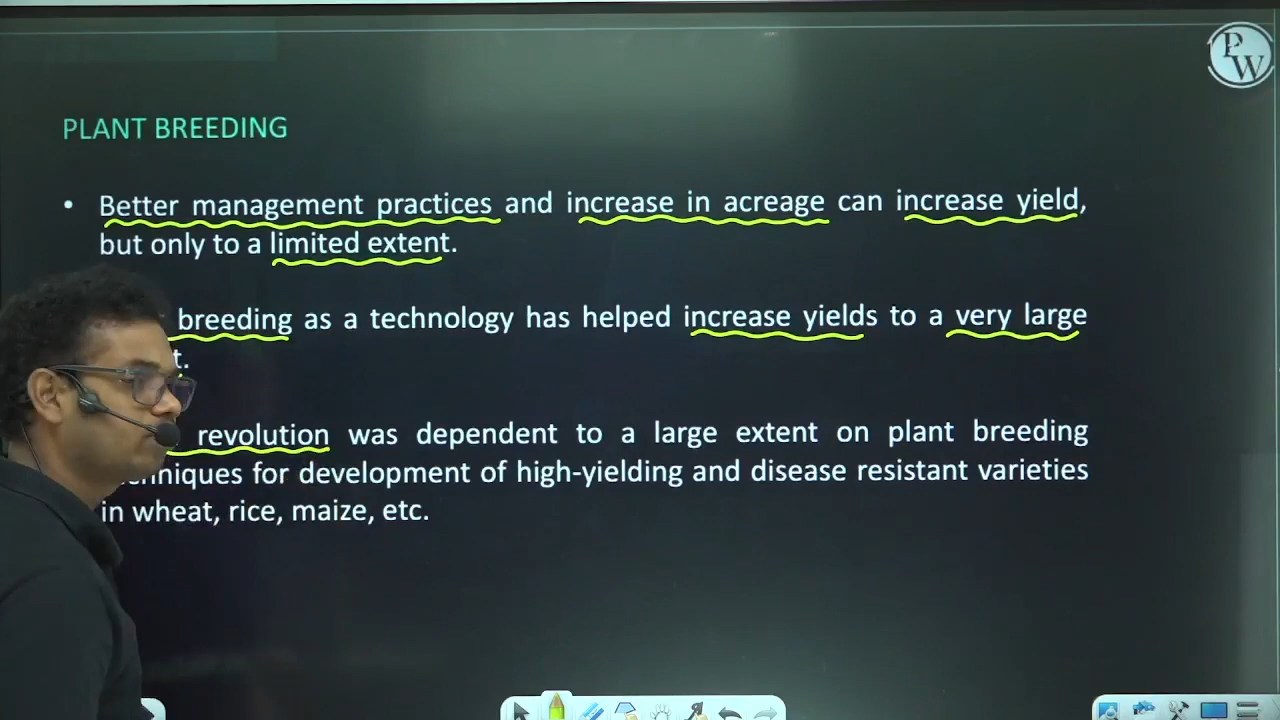 PW
PLANT BREEDING
• Better management practices and increase in acreage can increase yield,
but only to a limited extent.
breeding as a technology has helped increase yields to a very large
t.
revolution was dependent to a large extent on plant breeding
hniques for development of high-yielding and disease resistant varieties
in wheat, rice, maize, etc.